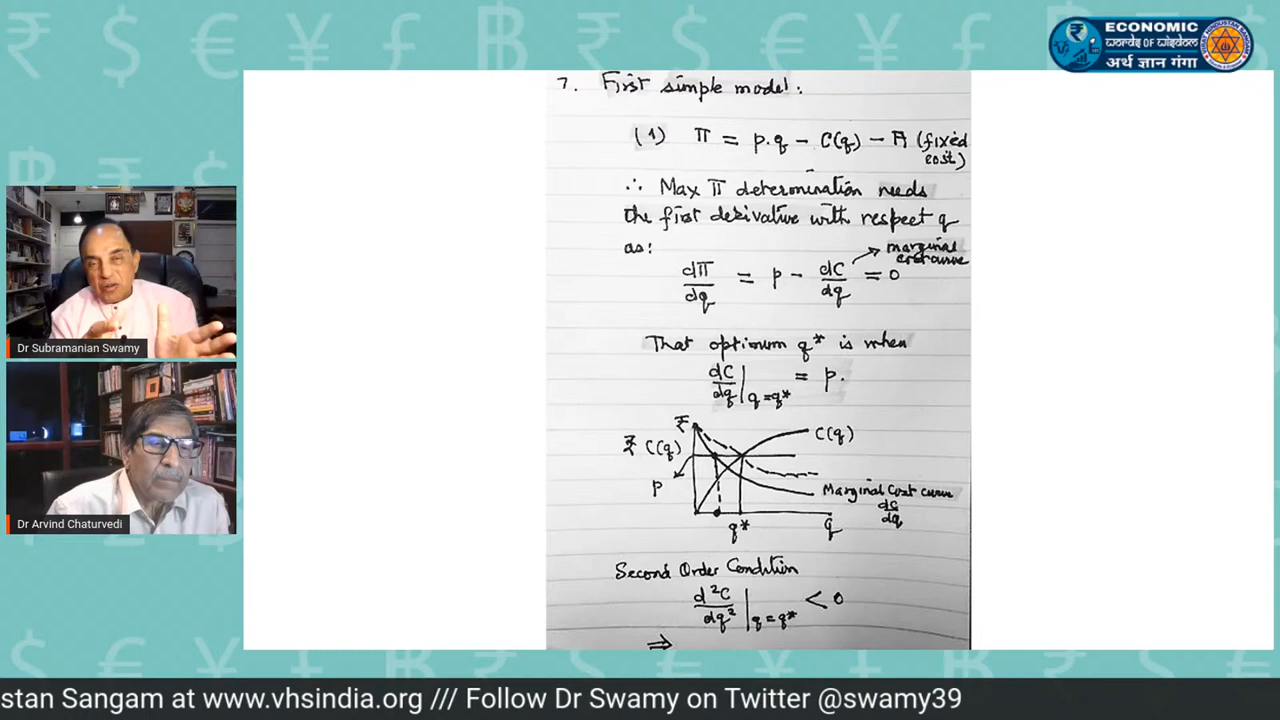 ECONOMIC
WORDS OF WISDOM
अर्थ ज्ञान गंगा
7. First simple model:
(1) π = p.q - C(q) - A (fixed
cost)
∴ Max π determination needs
the first derivative with respect q
as:
marginal
cost curve
dπ/dq = p - dC/dq = 0
That optimum q* is when
dC/dq | q=q* = p.
₹
₹ C(q)
C(q)
p
Marginal Cost curve
dC/dq
q*
q
Second Order Condition
d²C/dq² | q=q* < 0
⇒
Dr Subramanian Swamy
Dr Arvind Chaturvedi
stan Sangam at www.vhsindia.org /// Follow Dr Swamy on Twitter @swamy39